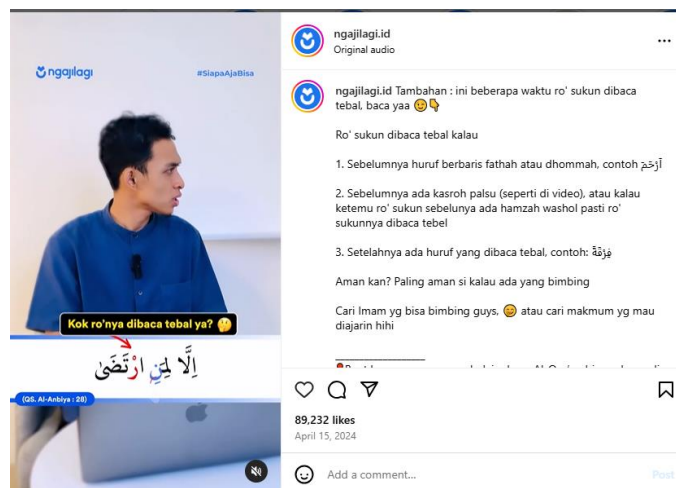 ngajilagi
#SiapaAjaBisa
Kok ro'nya dibaca tebal ya? 🤔
اِلَّا لِمَنِ ارْتَضَىٰ
(QS. Al-Anbiya : 28)
ngajilagi.id
Original audio
ngajilagi.id Tambahan : ini beberapa waktu ro' sukun dibaca
tebal, baca yaa 😉👇
Ro' sukun dibaca tebal kalau
1. Sebelumnya huruf berbaris fathah atau dhommah, contoh
2. Sebelumnya ada kasroh palsu (seperti di video), atau kalau
ketemu ro' sukun sebelunya ada hamzah washol pasti ro'
sukunnya dibaca tebel
3. Setelahnya ada huruf yang dibaca tebal, contoh: فِرْقَةٌ
Aman kan? Paling aman si kalau ada yang bimbing
Cari Imam yg bisa bimbing guys, 😄 atau cari makmum yg mau
diajarin hihi
89,232 likes
April 15, 2024
Add a comment...
Post